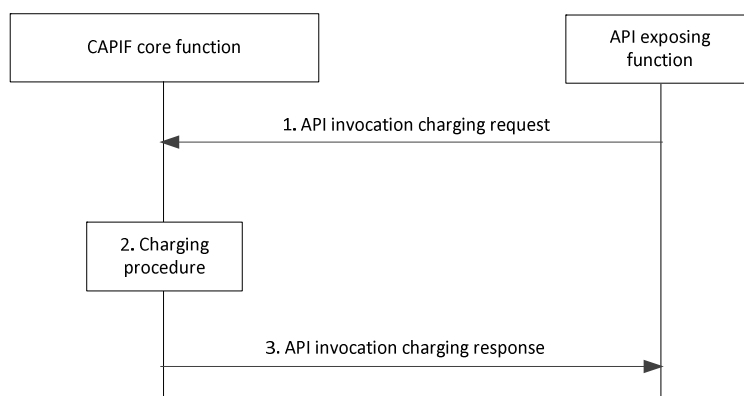 CAPIF core function
API exposing
function
1. API invocation charging request
2. Charging
procedure
3. API invocation charging response